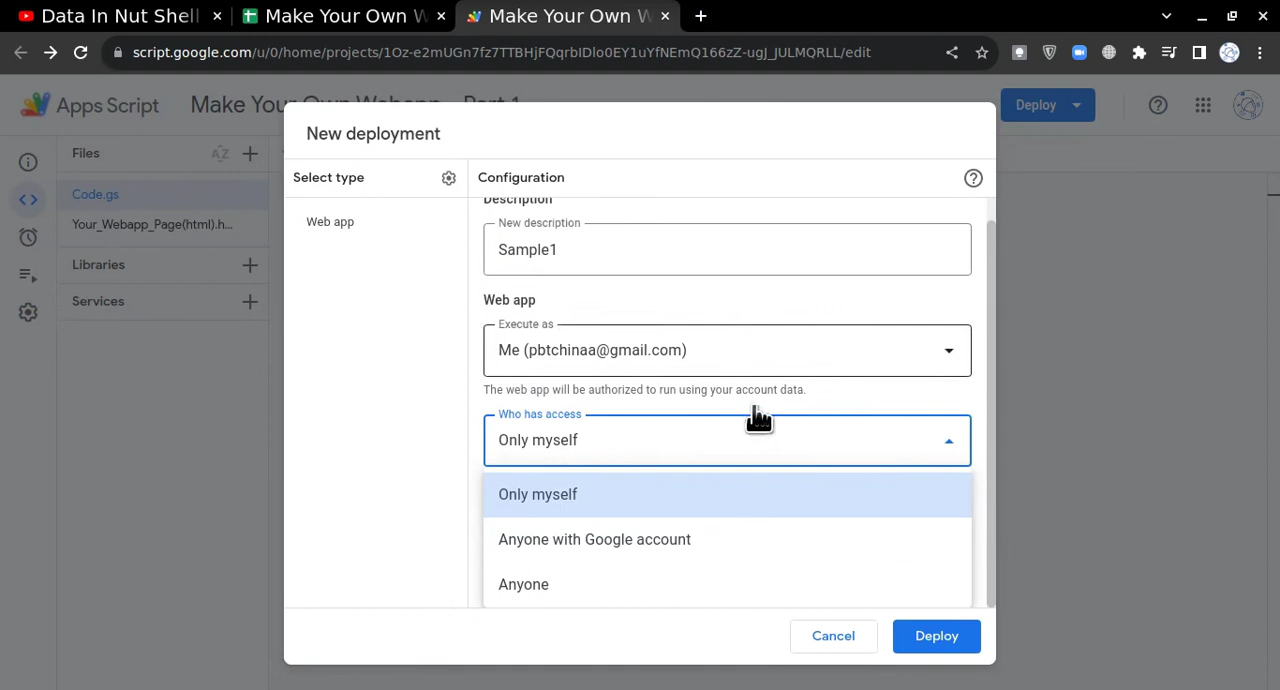 Data In Nut Shell
Make Your Own W
Make Your Own W
script.google.com/u/0/home/projects/1Oz-e2mUGn7fz7TTBHjFQqrbIDlo0EY1uYfNEmQ166zZ-ugJ_JULMQRLL/edit
Apps Script
Make Your Own Webapp - Part 1
Deploy
Files
AZ
Code.gs
Your_Webapp_Page(html).h...
Libraries
Services
New deployment
Select type
Configuration
Web app
Description
New description
Sample1
Web app
Execute as
Me (pbtchinaa@gmail.com)
The web app will be authorized to run using your account data.
Who has access
Only myself
Only myself
Anyone with Google account
Anyone
Cancel
Deploy